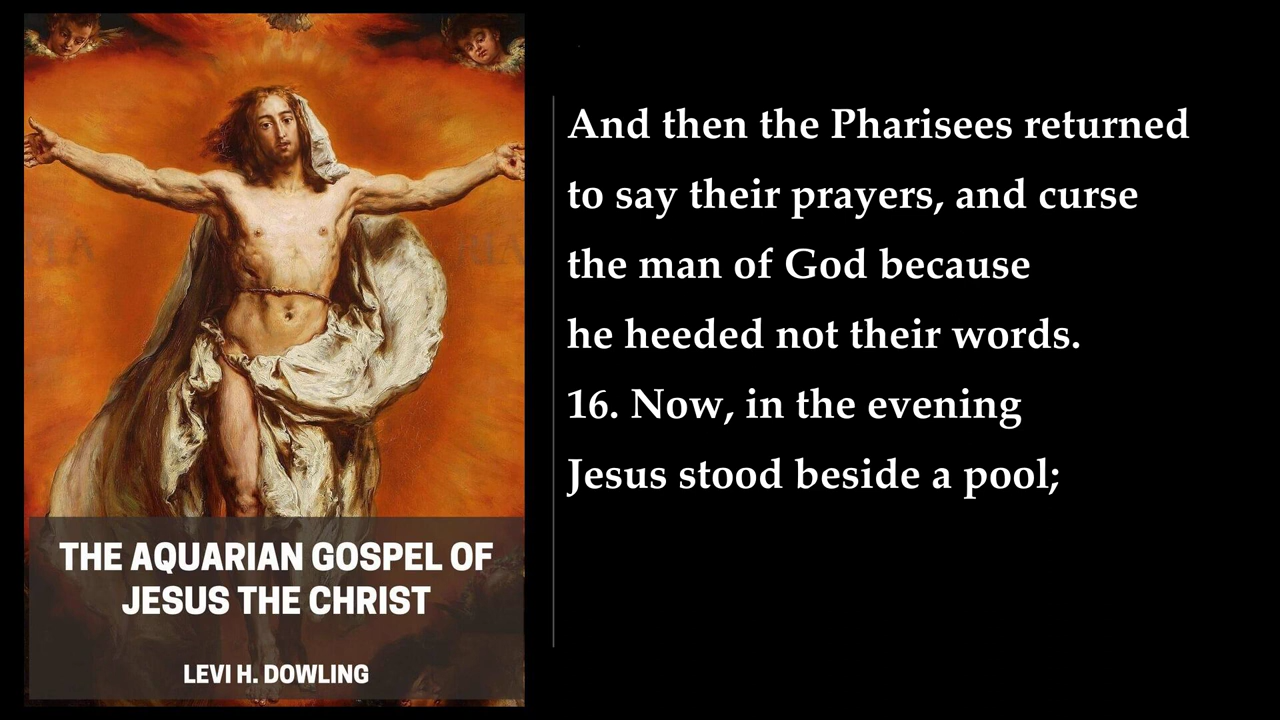 THE AQUARIAN GOSPEL OF
JESUS THE CHRIST
LEVI H. DOWLING
And then the Pharisees returned
to say their prayers, and curse
the man of God because
he heeded not their words.
16. Now, in the evening
Jesus stood beside a pool;